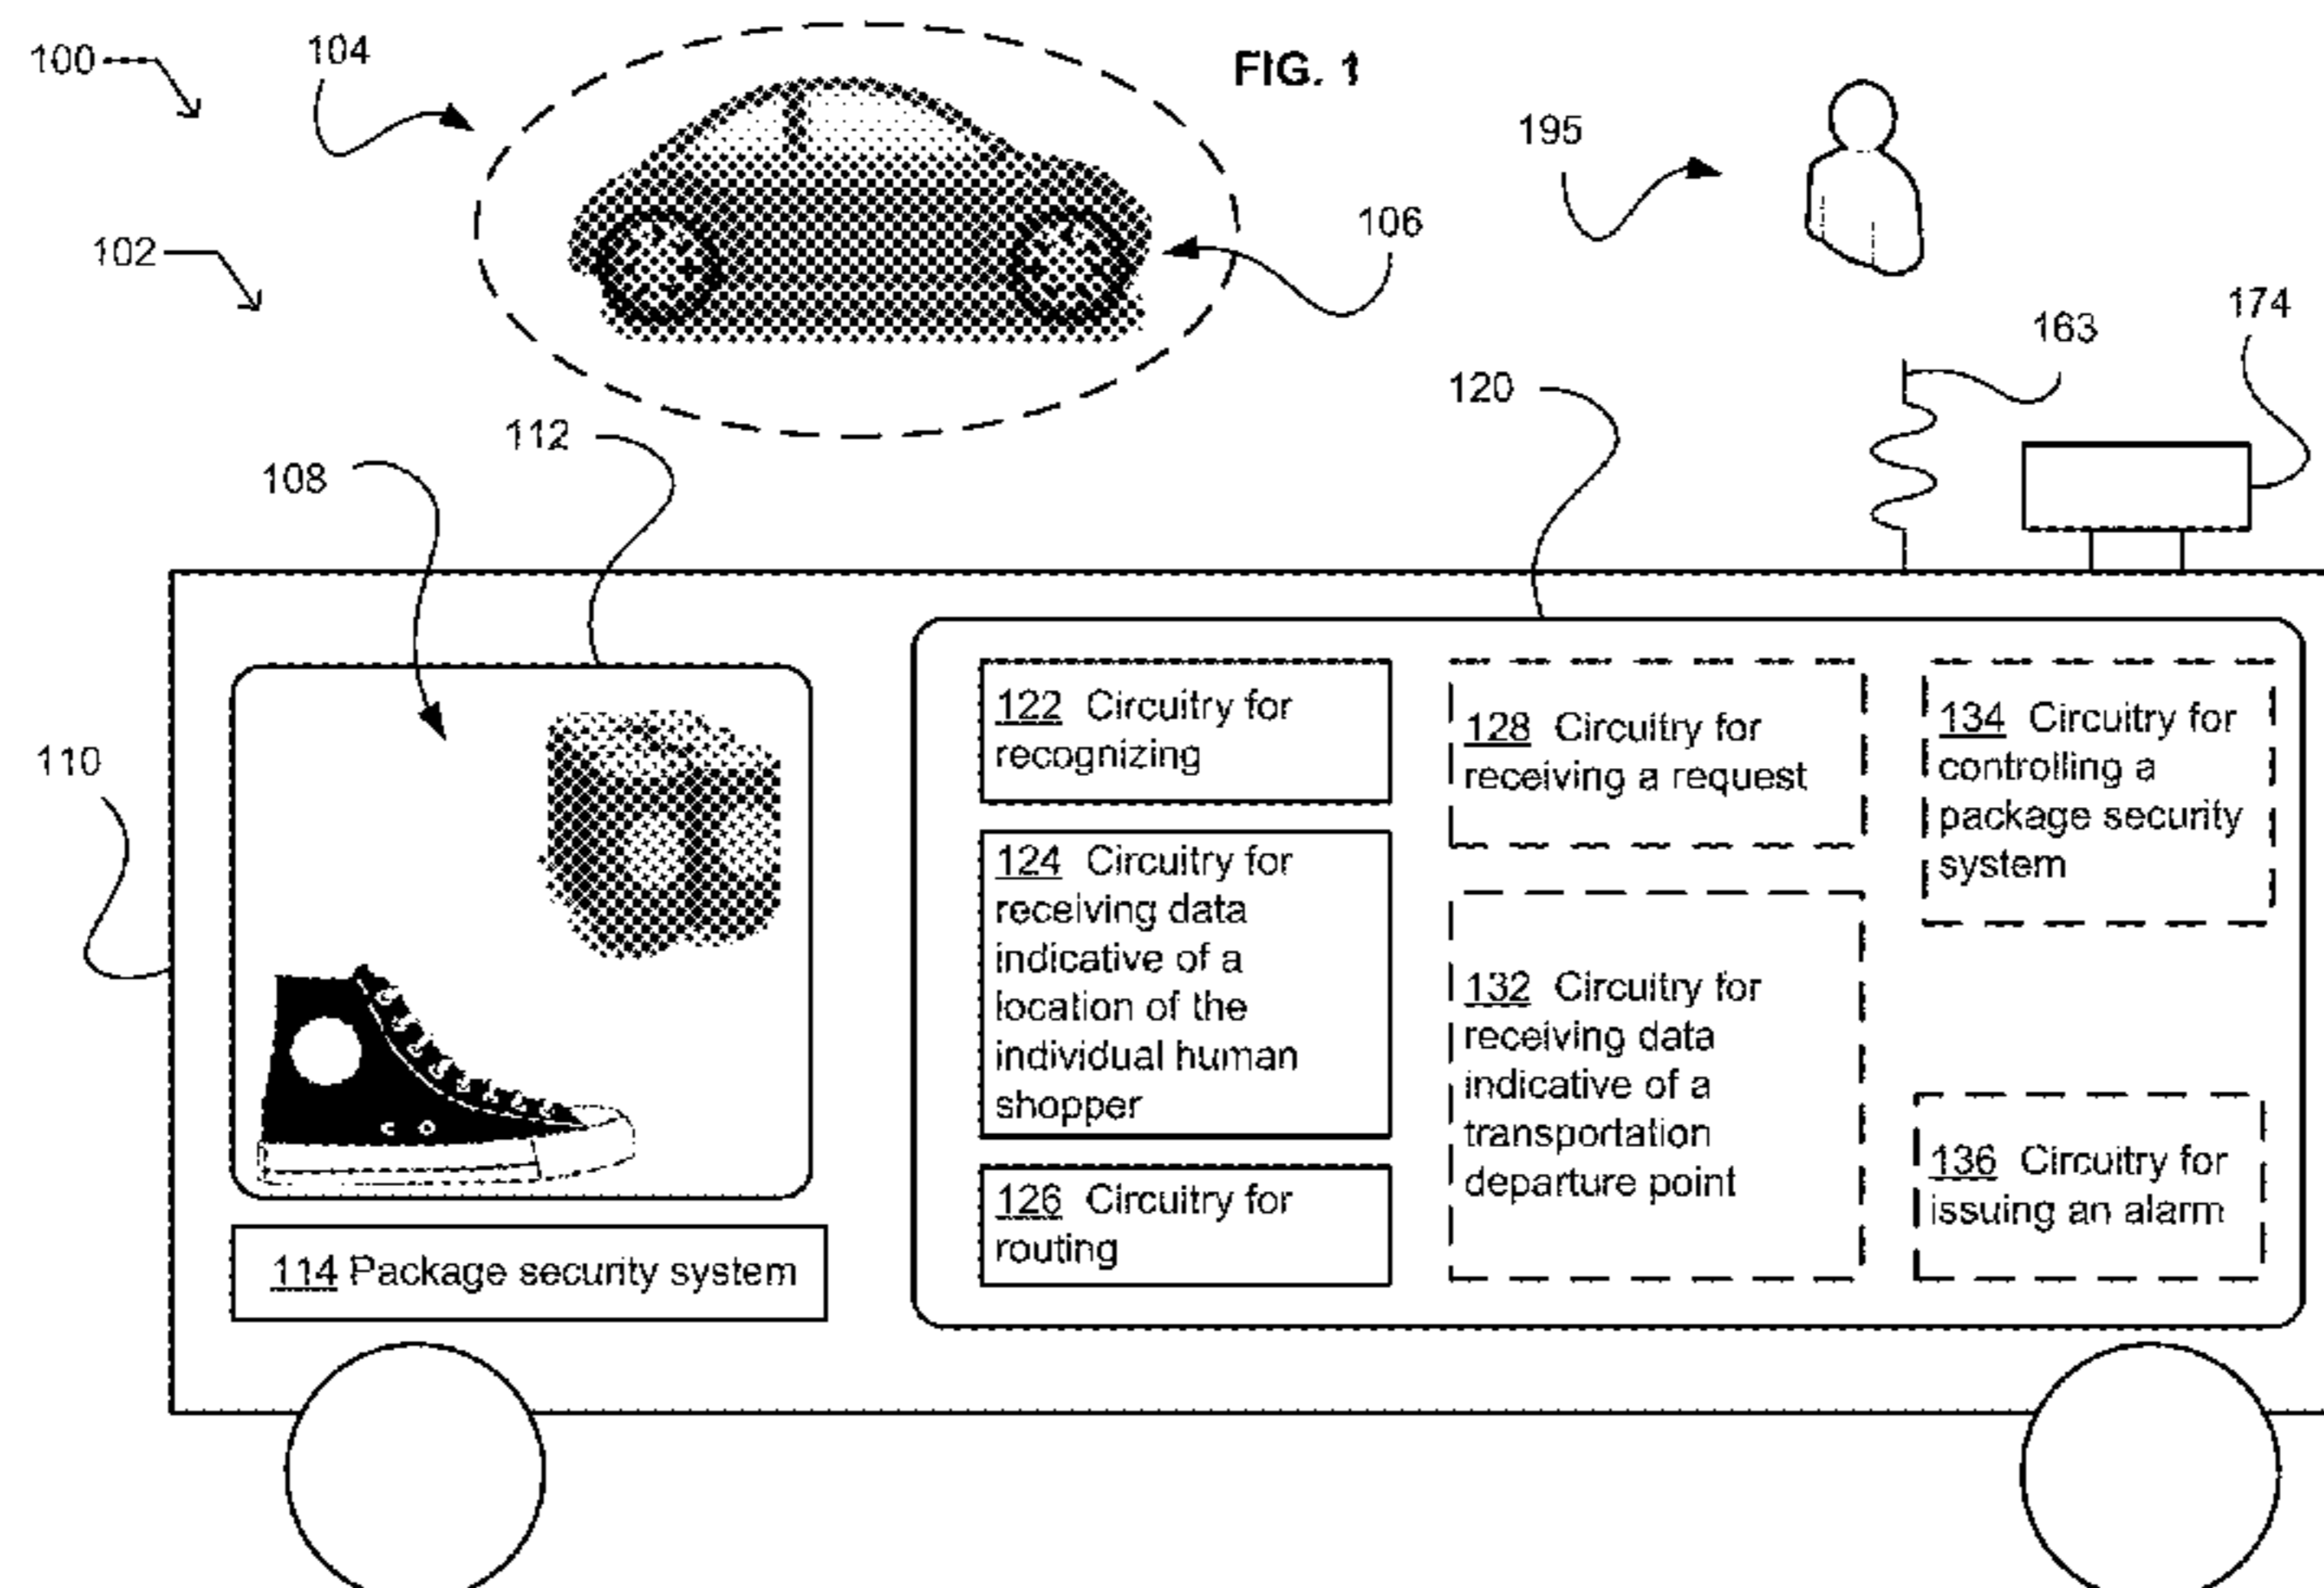 100
104
FIG. 1
195
102
106
174
163
120
112
108
110
122 Circuitry for
recognizing
124 Circuitry for
receiving data
indicative of a
location of the
individual human
shopper
126 Circuitry for
routing
128 Circuitry for
receiving a request
132 Circuitry for
receiving data
indicative of a
transportation
departure point
134 Circuitry for
controlling a
package security
system
136 Circuitry for
issuing an alarm
114 Package security system